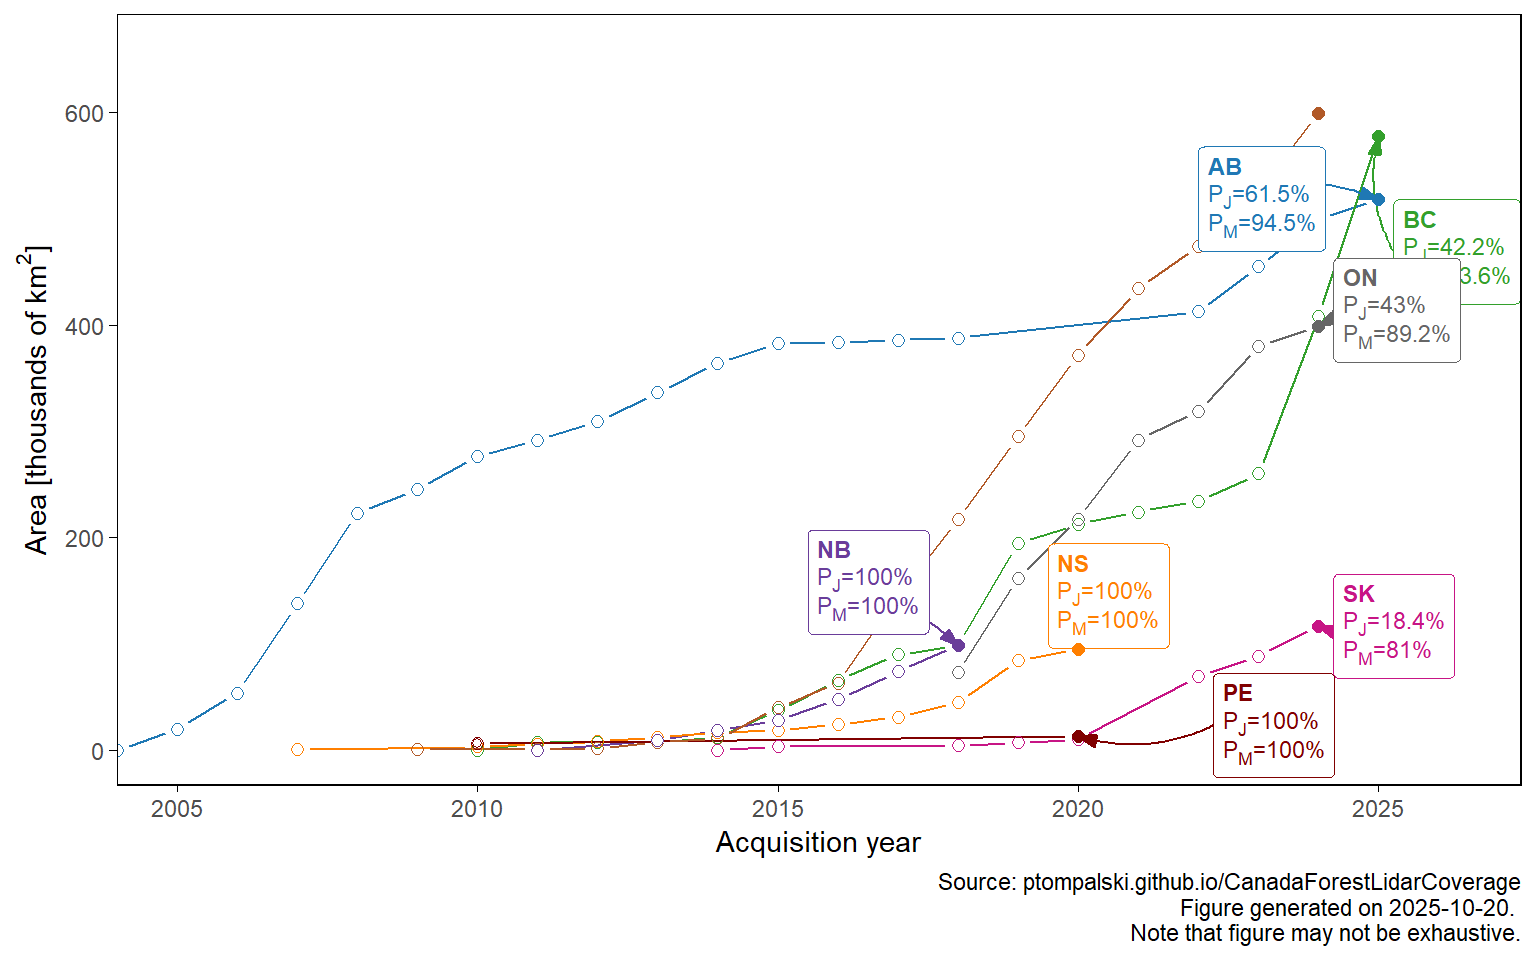 600
400
200
0
Area [thousands of km2]
AB
PJ=61.5%
PM=94.5%
BC
PJ=42.2%
3.6%
ON
PJ=43%
PM=89.2%
NB
PJ=100%
PM=100%
NS
PJ=100%
PM=100%
SK
PJ=18.4%
PM=81%
PE
PJ=100%
PM=100%
2005 2010 2015 2020 2025
Acquisition year
Source: ptompalski.github.io/CanadaForestLidarCoverage
Figure generated on 2025-10-20.
Note that figure may not be exhaustive.